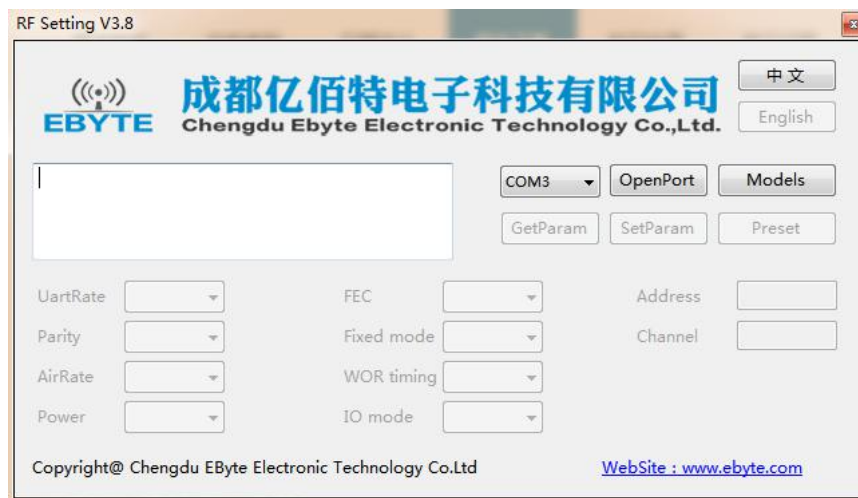 RF Setting V3.8
EBYTE
成都亿佰特电子科技有限公司
Chengdu Ebyte Electronic Technology Co.,Ltd.
中文
English
COM3 OpenPort Models
GetParam SetParam Preset
UartRate FEC Address
Parity Fixed mode Channel
AirRate WOR timing
Power IO mode
Copyright@ Chengdu EByte Electronic Technology Co.Ltd WebSite : www.ebyte.com